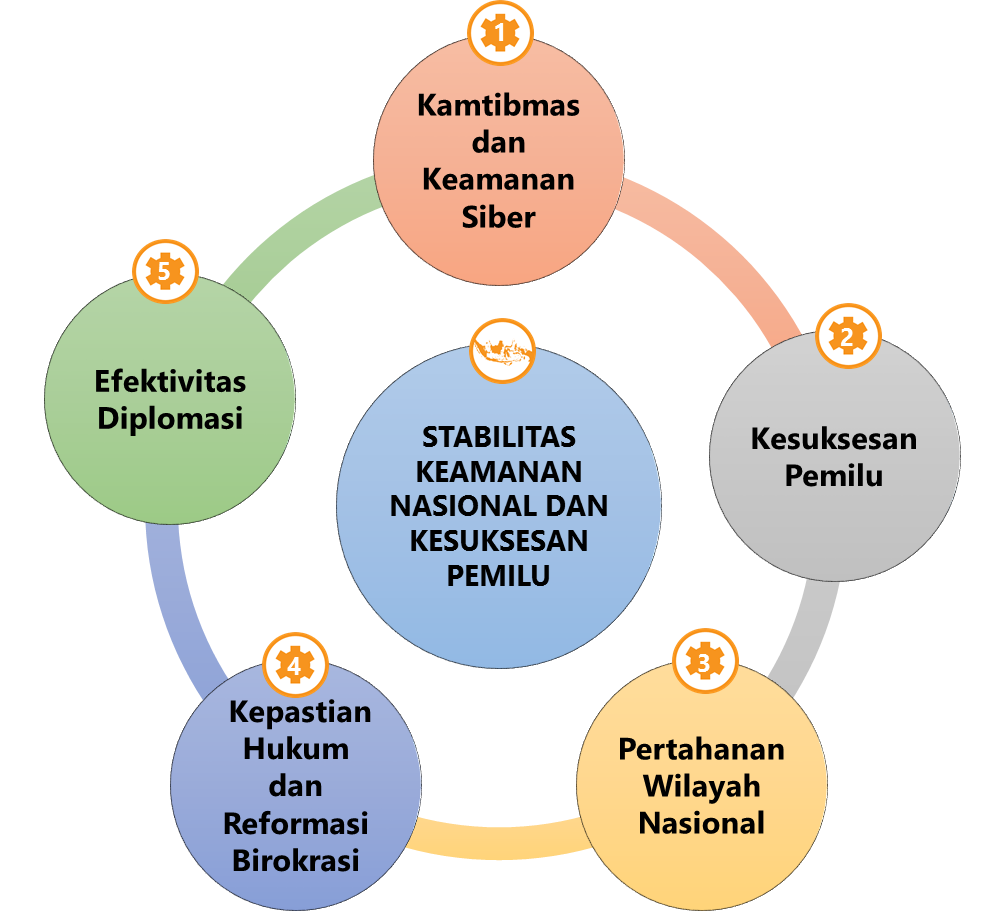 1
Kamtibmas
dan
Keamanan
Siber
2
Kesuksesan
Pemilu
3
Pertahanan
Wilayah
Nasional
4
Kepastian
Hukum
dan
Reformasi
Birokrasi
5
Efektivitas
Diplomasi
STABILITAS
KEAMANAN
NASIONAL DAN
KESUKSESAN
PEMILU